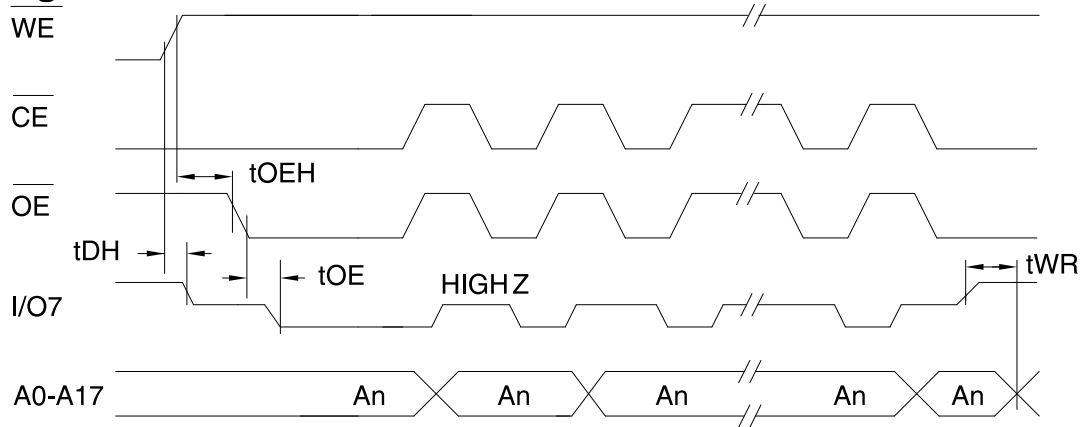 WE
CE
tOEH
OE
tDH
tOE
HIGH Z
tWR
I/O7
A0-A17 An An An An An